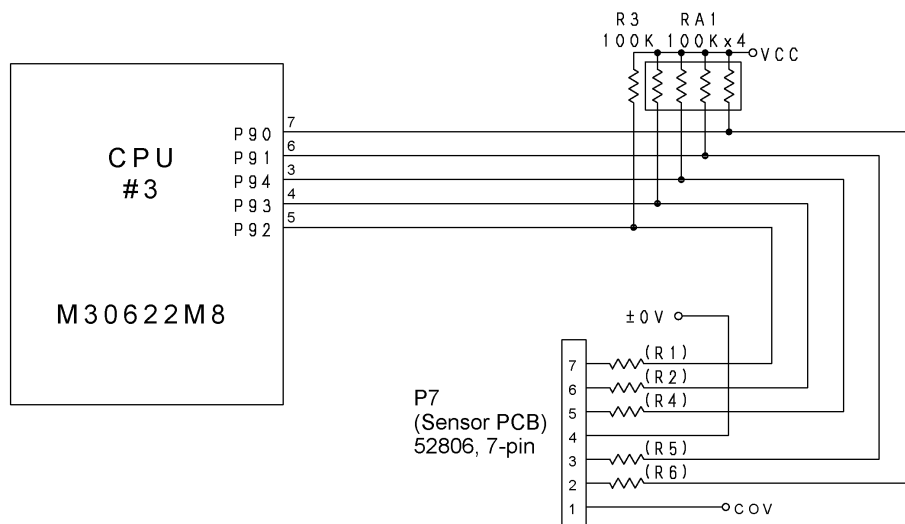 R3 RA1
100K 100Kx4
VCC
7
P90
6
P91
3
P94
4
P93
5
P92
CPU
#3
M30622M8
±0V
P7
(Sensor PCB)
52806, 7-pin
7 (R1)
6 (R2)
5 (R4)
4
3 (R5)
2 (R6)
1 COV